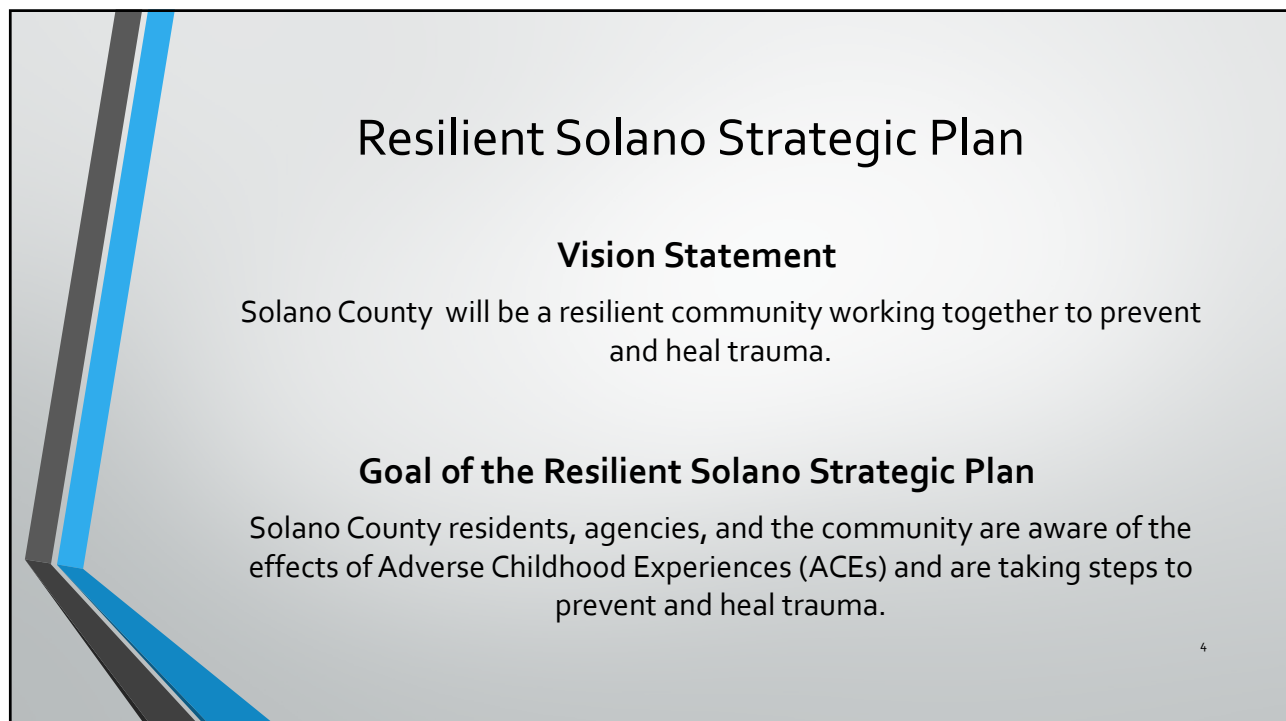 Resilient Solano Strategic Plan
Vision Statement
Solano County  will be a resilient community working together to prevent
and heal trauma.
Goal of the Resilient Solano Strategic Plan
Solano County residents, agencies, and the community are aware of the
effects of Adverse Childhood Experiences (ACEs) and are taking steps to
prevent and heal trauma.
4